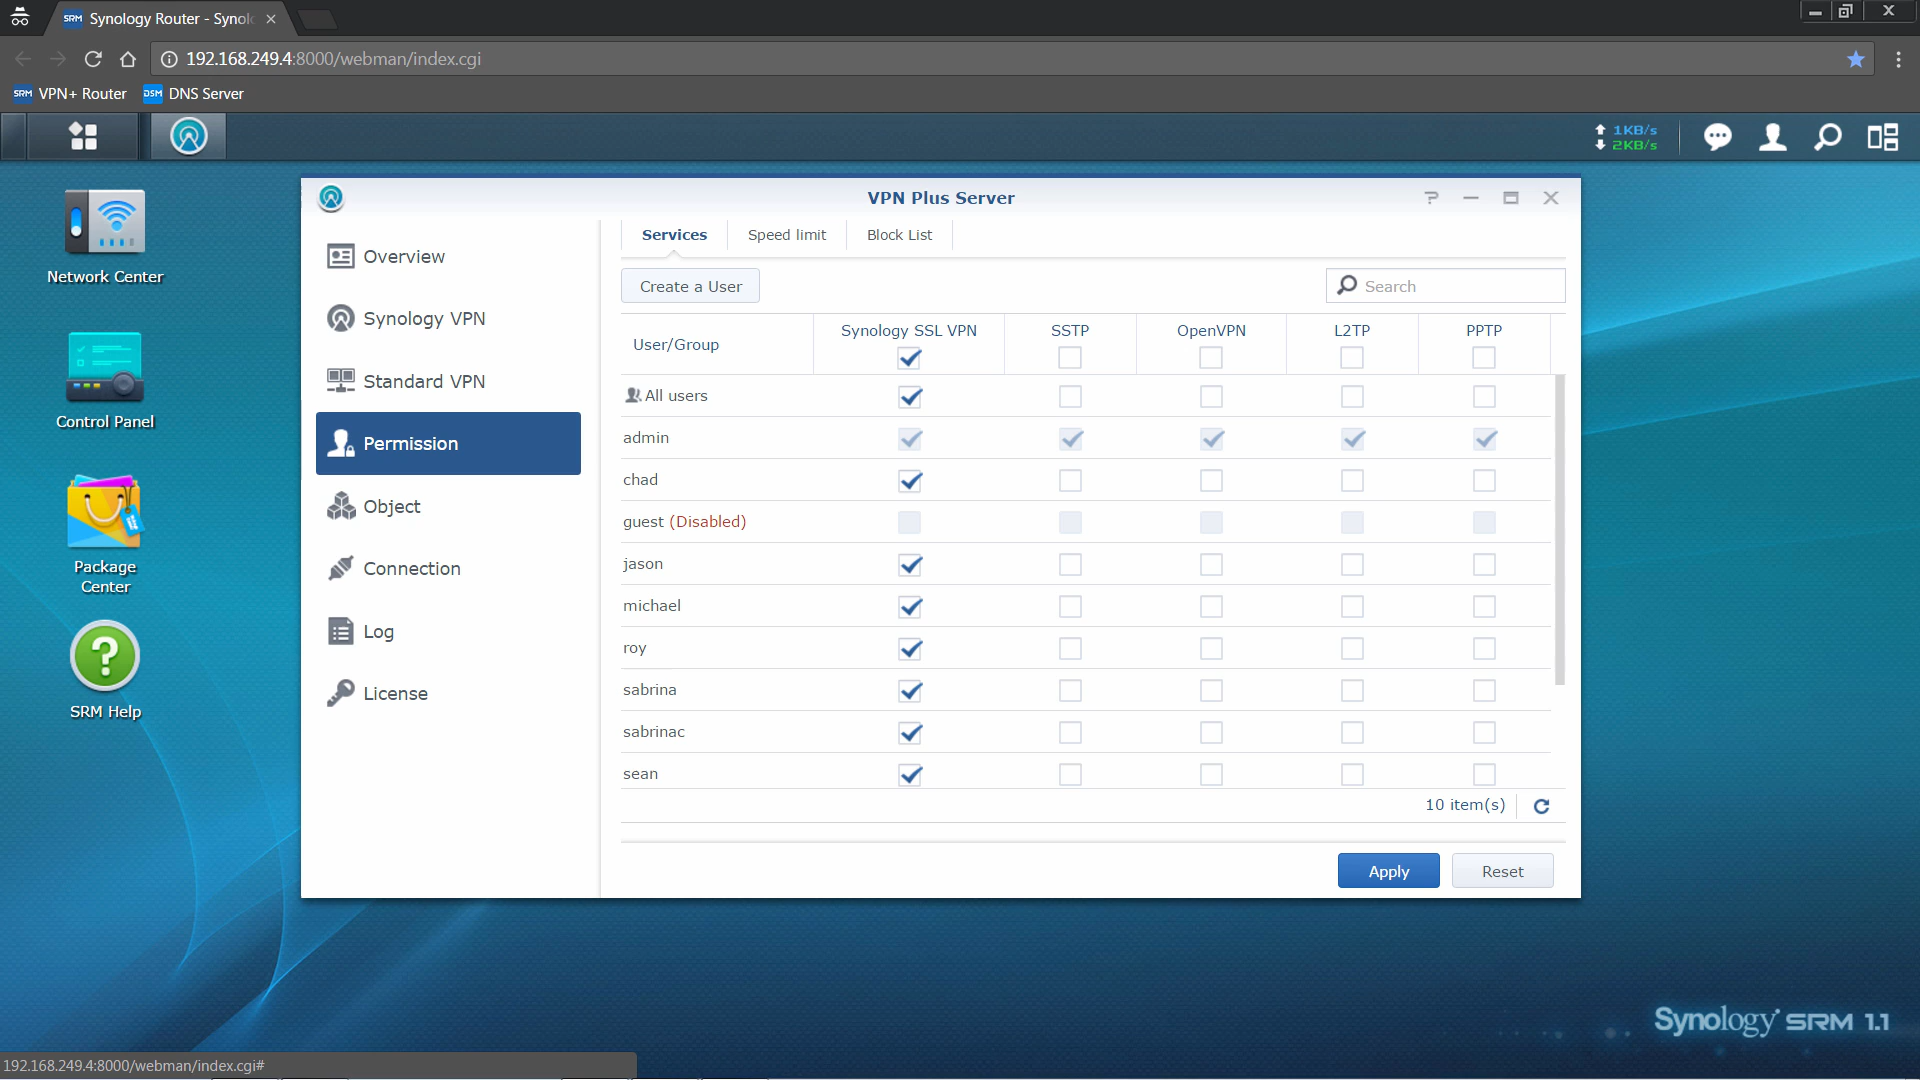 SRM Synology Router - Synol
192.168.249.4:8000/webman/index.cgi
SRM VPN+ Router DSM DNS Server
1KB/s
2KB/s
Network Center
Control Panel
Package
Center
SRM Help
VPN Plus Server
Overview
Synology VPN
Standard VPN
Permission
Object
Connection
Log
License
Services Speed limit Block List
Create a User Search
User/Group Synology SSL VPN SSTP OpenVPN L2TP PPTP
All users
admin
chad
guest (Disabled)
jason
michael
roy
sabrina
sabrinac
sean
10 item(s)
Apply Reset
Synology SRM 1.1
192.168.249.4:8000/webman/index.cgi#